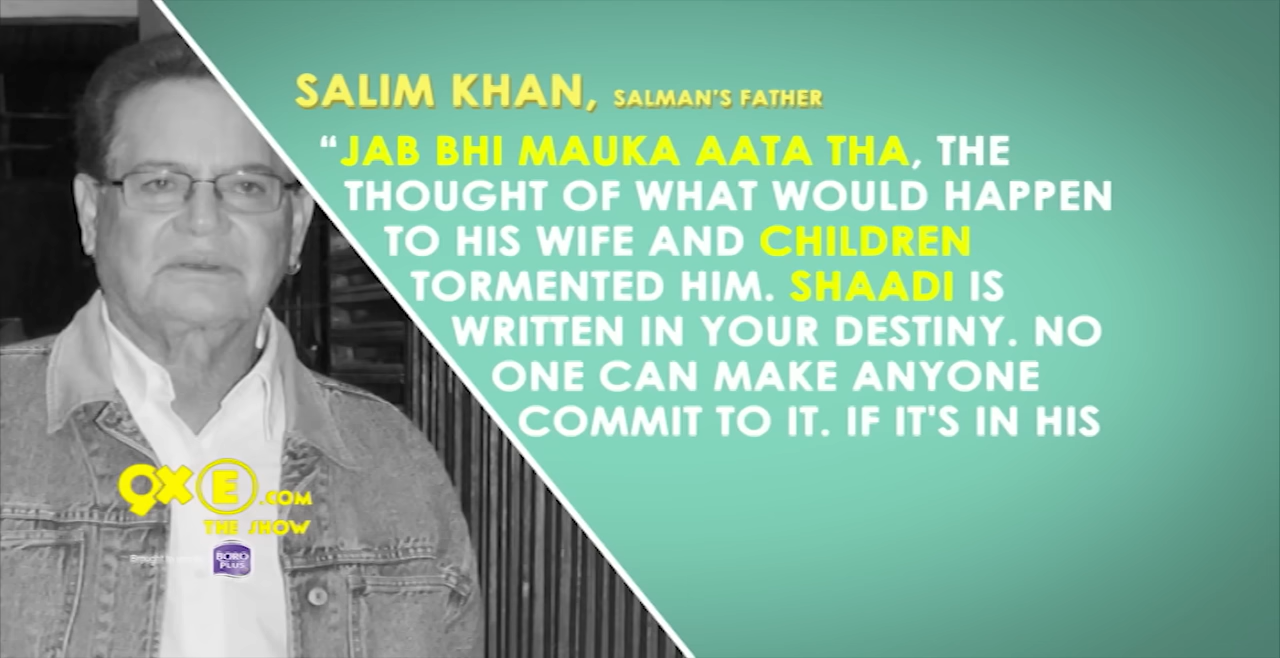 SALIM KHAN, SALMAN'S FATHER
"JAB BHI MAUKA AATA THA, THE
THOUGHT OF WHAT WOULD HAPPEN
TO HIS WIFE AND CHILDREN
TORMENTED HIM. SHAADI IS
WRITTEN IN YOUR DESTINY. NO
ONE CAN MAKE ANYONE
COMMIT TO IT. IF IT'S IN HIS
9XE.COM
THE SHOW
Brought to
BORO
PLUS